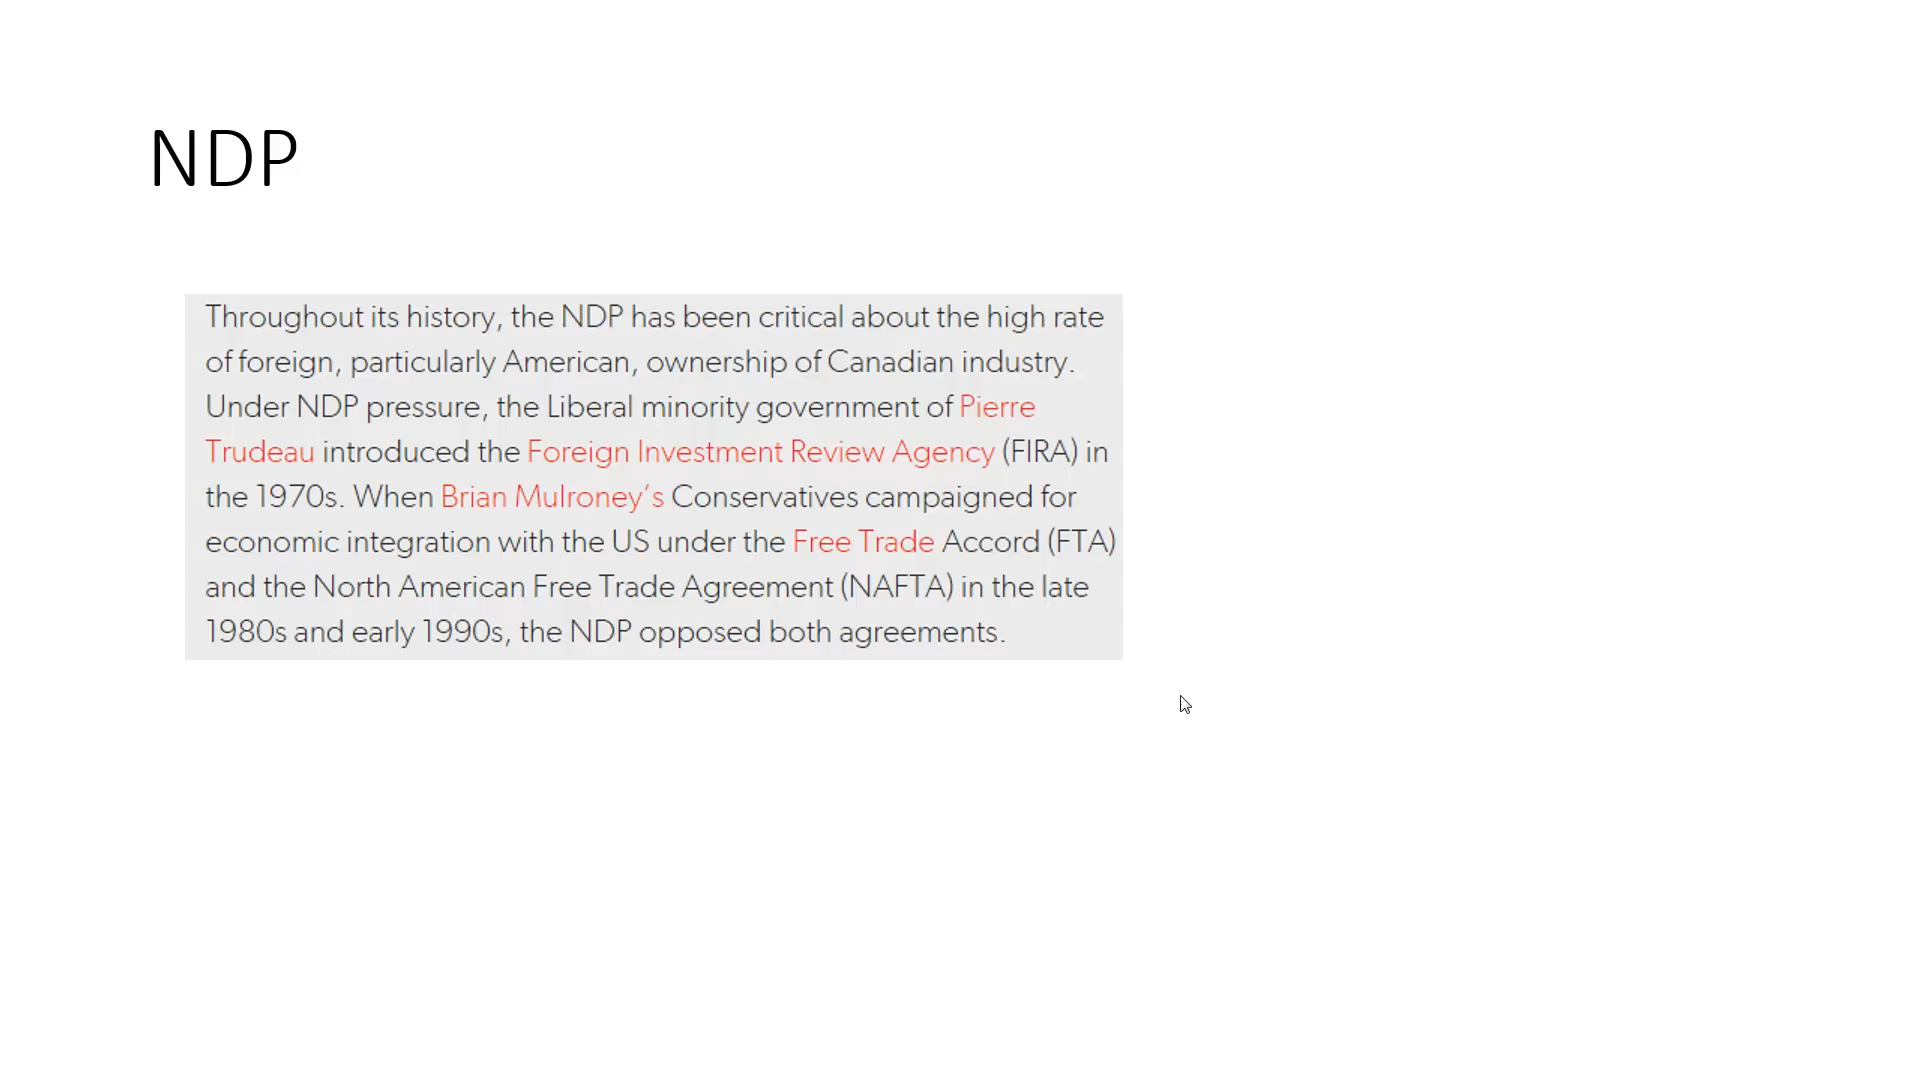 NDP
Throughout its history, the NDP has been critical about the high rate
of foreign, particularly American, ownership of Canadian industry.
Under NDP pressure, the Liberal minority government of Pierre
Trudeau introduced the Foreign Investment Review Agency (FIRA) in
the 1970s. When Brian Mulroney’s Conservatives campaigned for
economic integration with the US under the Free Trade Accord (FTA)
and the North American Free Trade Agreement (NAFTA) in the late
1980s and early 1990s, the NDP opposed both agreements.